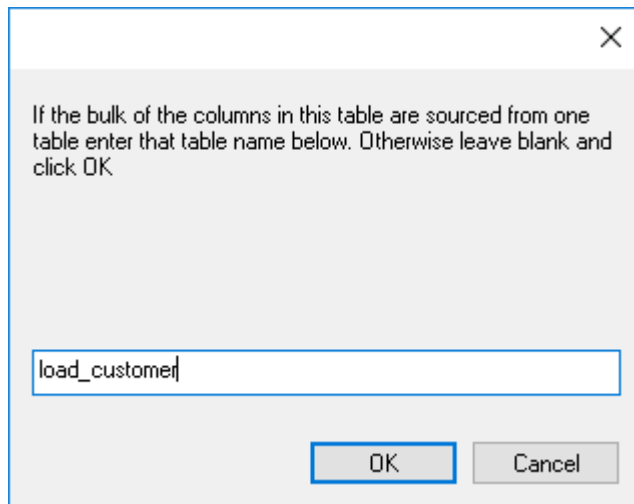 If the bulk of the columns in this table are sourced from one
table enter that table name below. Otherwise leave blank and
click OK
load_customer
OK
Cancel